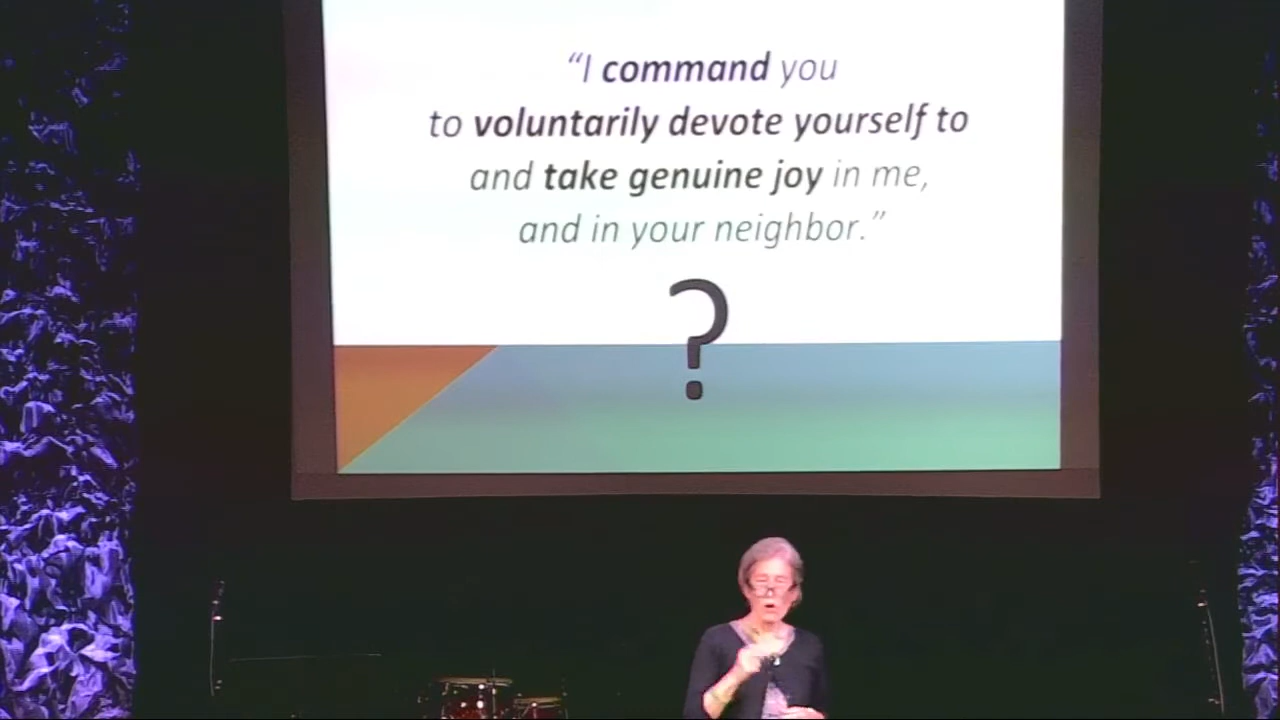 “I command you
to voluntarily devote yourself to
and take genuine joy in me,
and in your neighbor.”
?